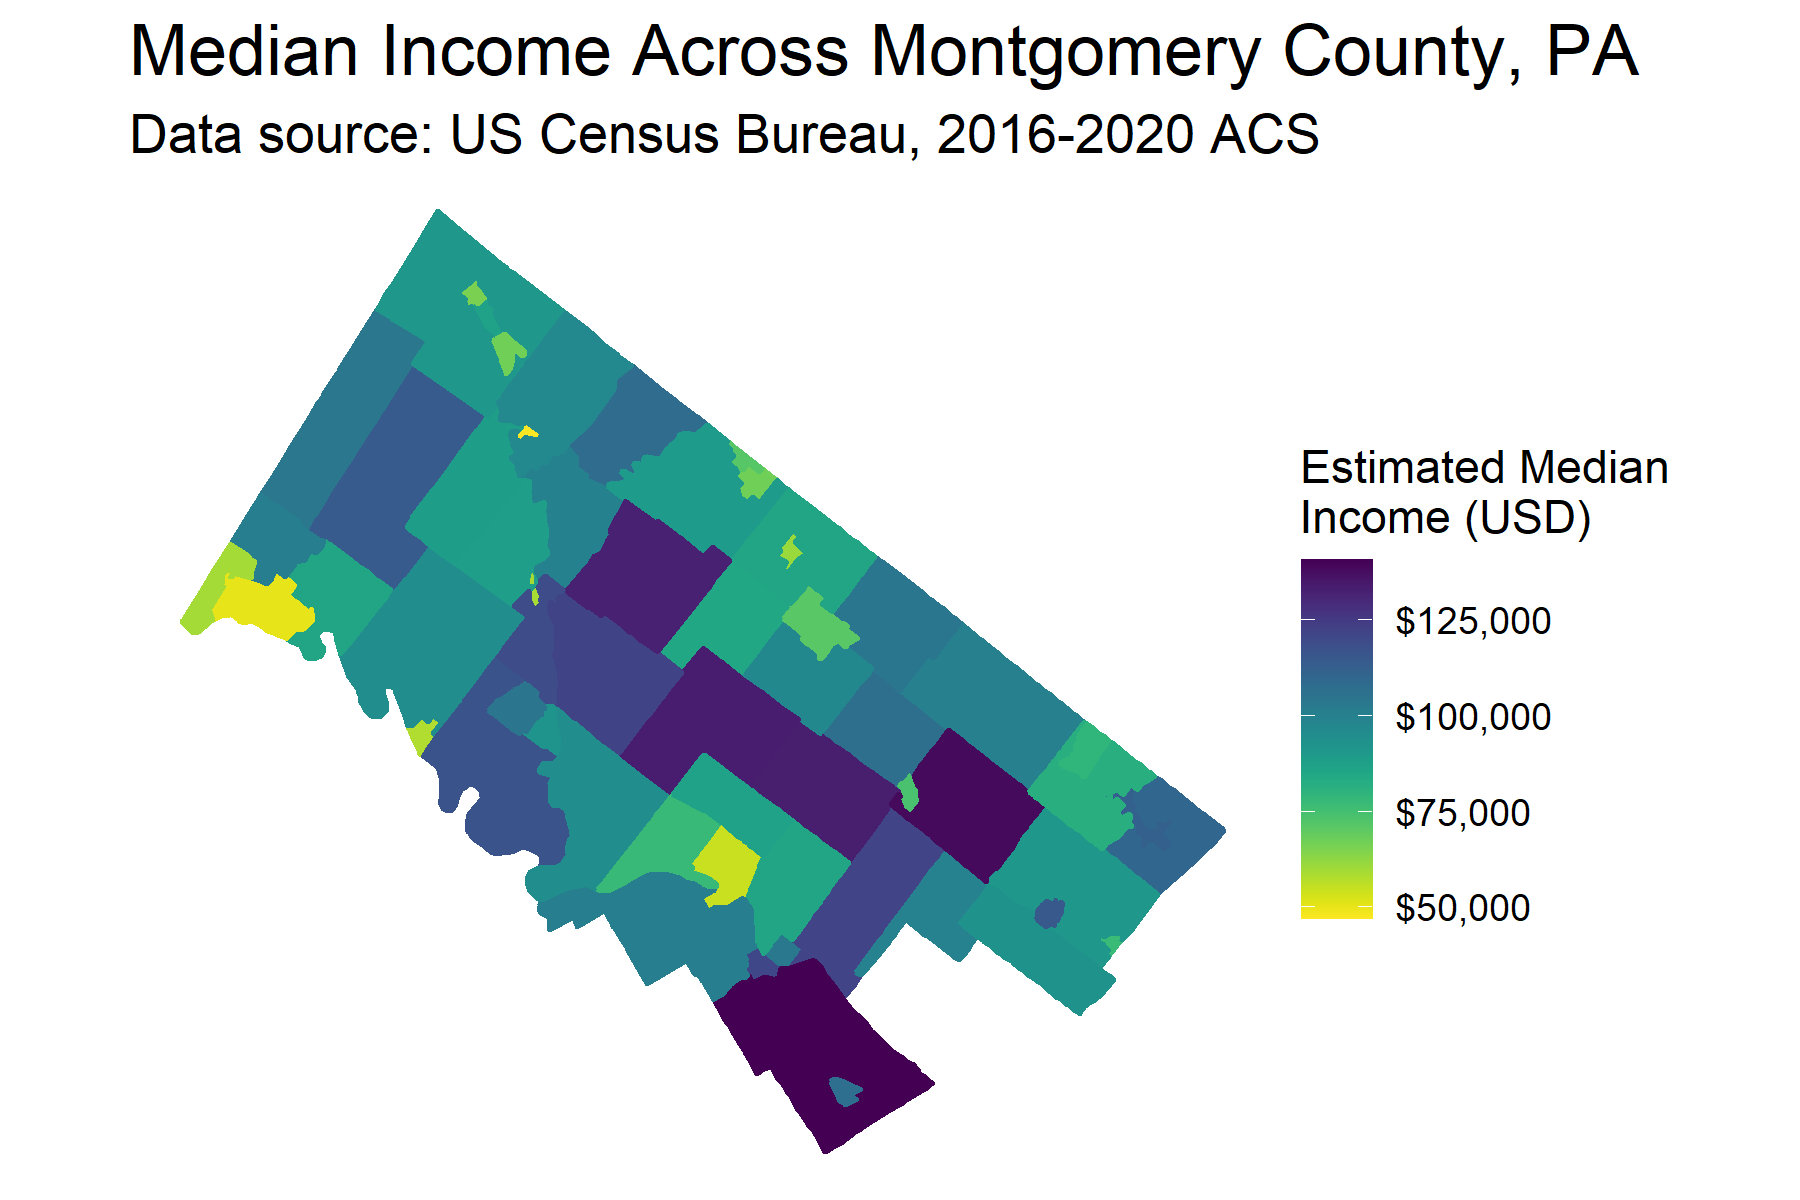 Median Income Across Montgomery County, PA
Data source: US Census Bureau, 2016-2020 ACS
Estimated Median
Income (USD)
$125,000
$100,000
$75,000
$50,000